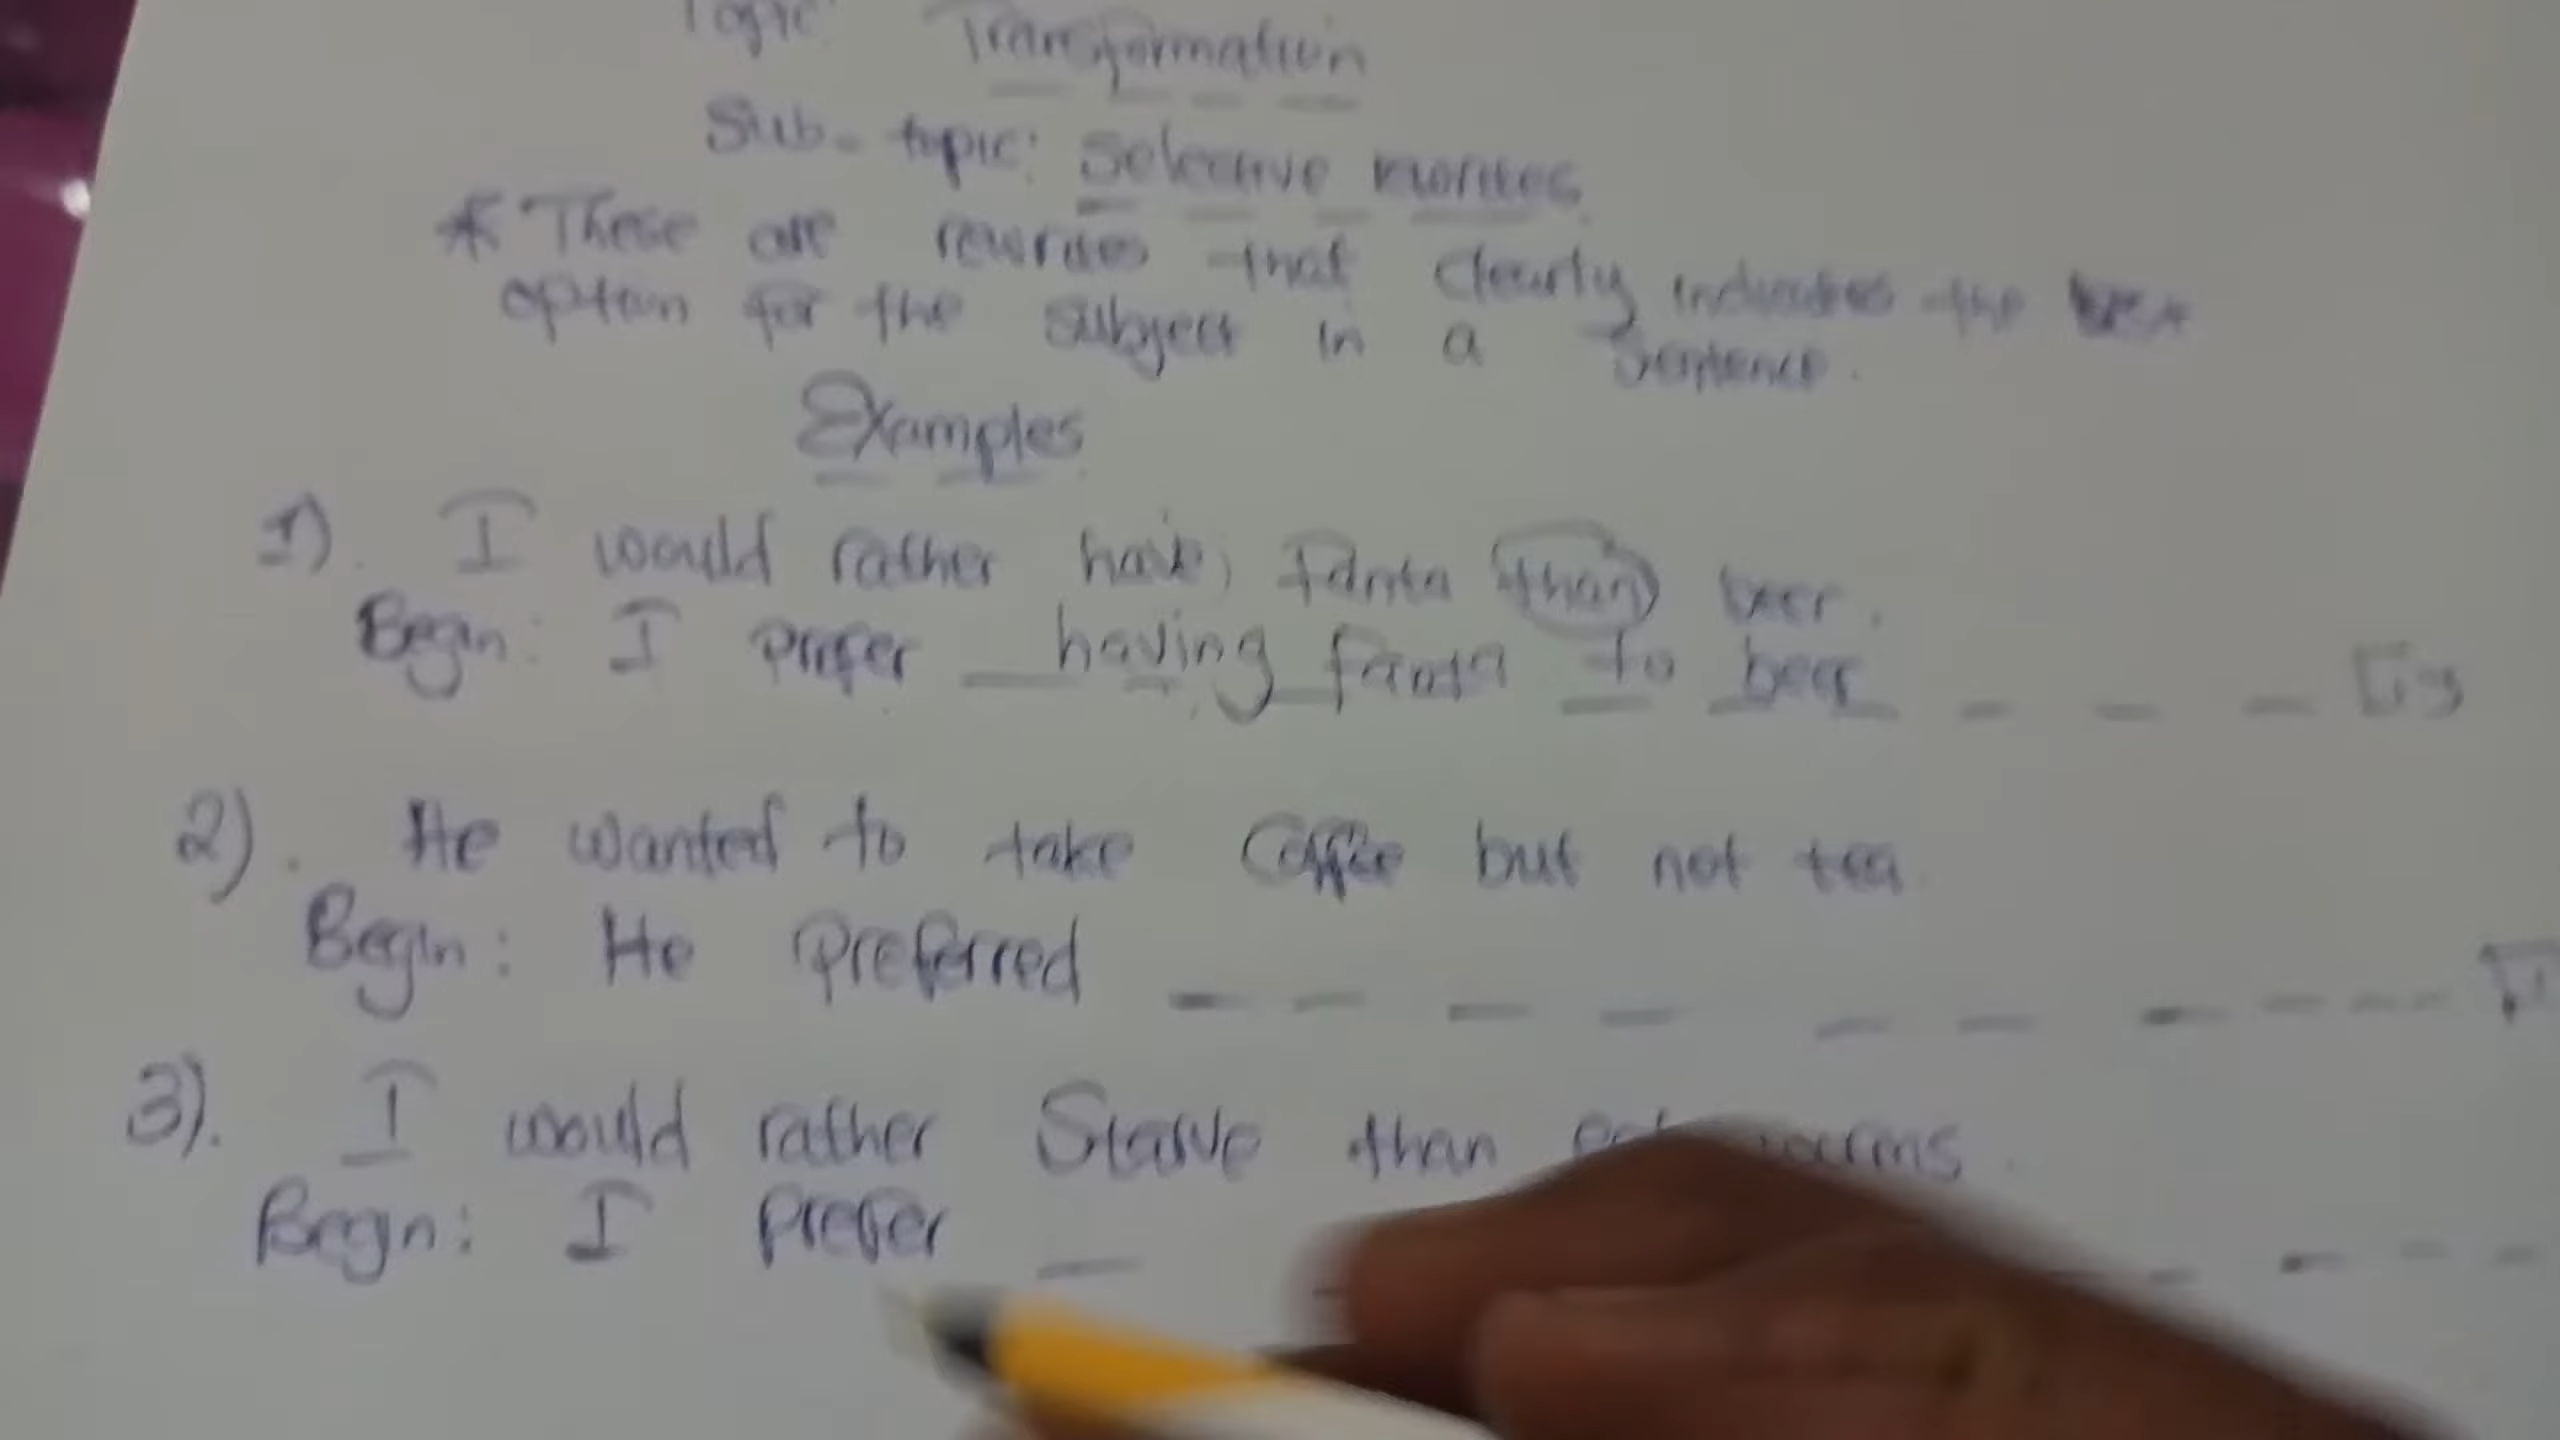 Topic: Transformation
Sub-topic: Selective rewrites
* These are rewrites that clearly indicates the best
option for the subject in a sentence.
Examples
1). I would rather have Fanta than beer.
Begin: I prefer having fanta to beer
2). He wanted to take coffee but not tea
Begin: He preferred
3). I would rather Starve than eat worms.
Begin: I prefer